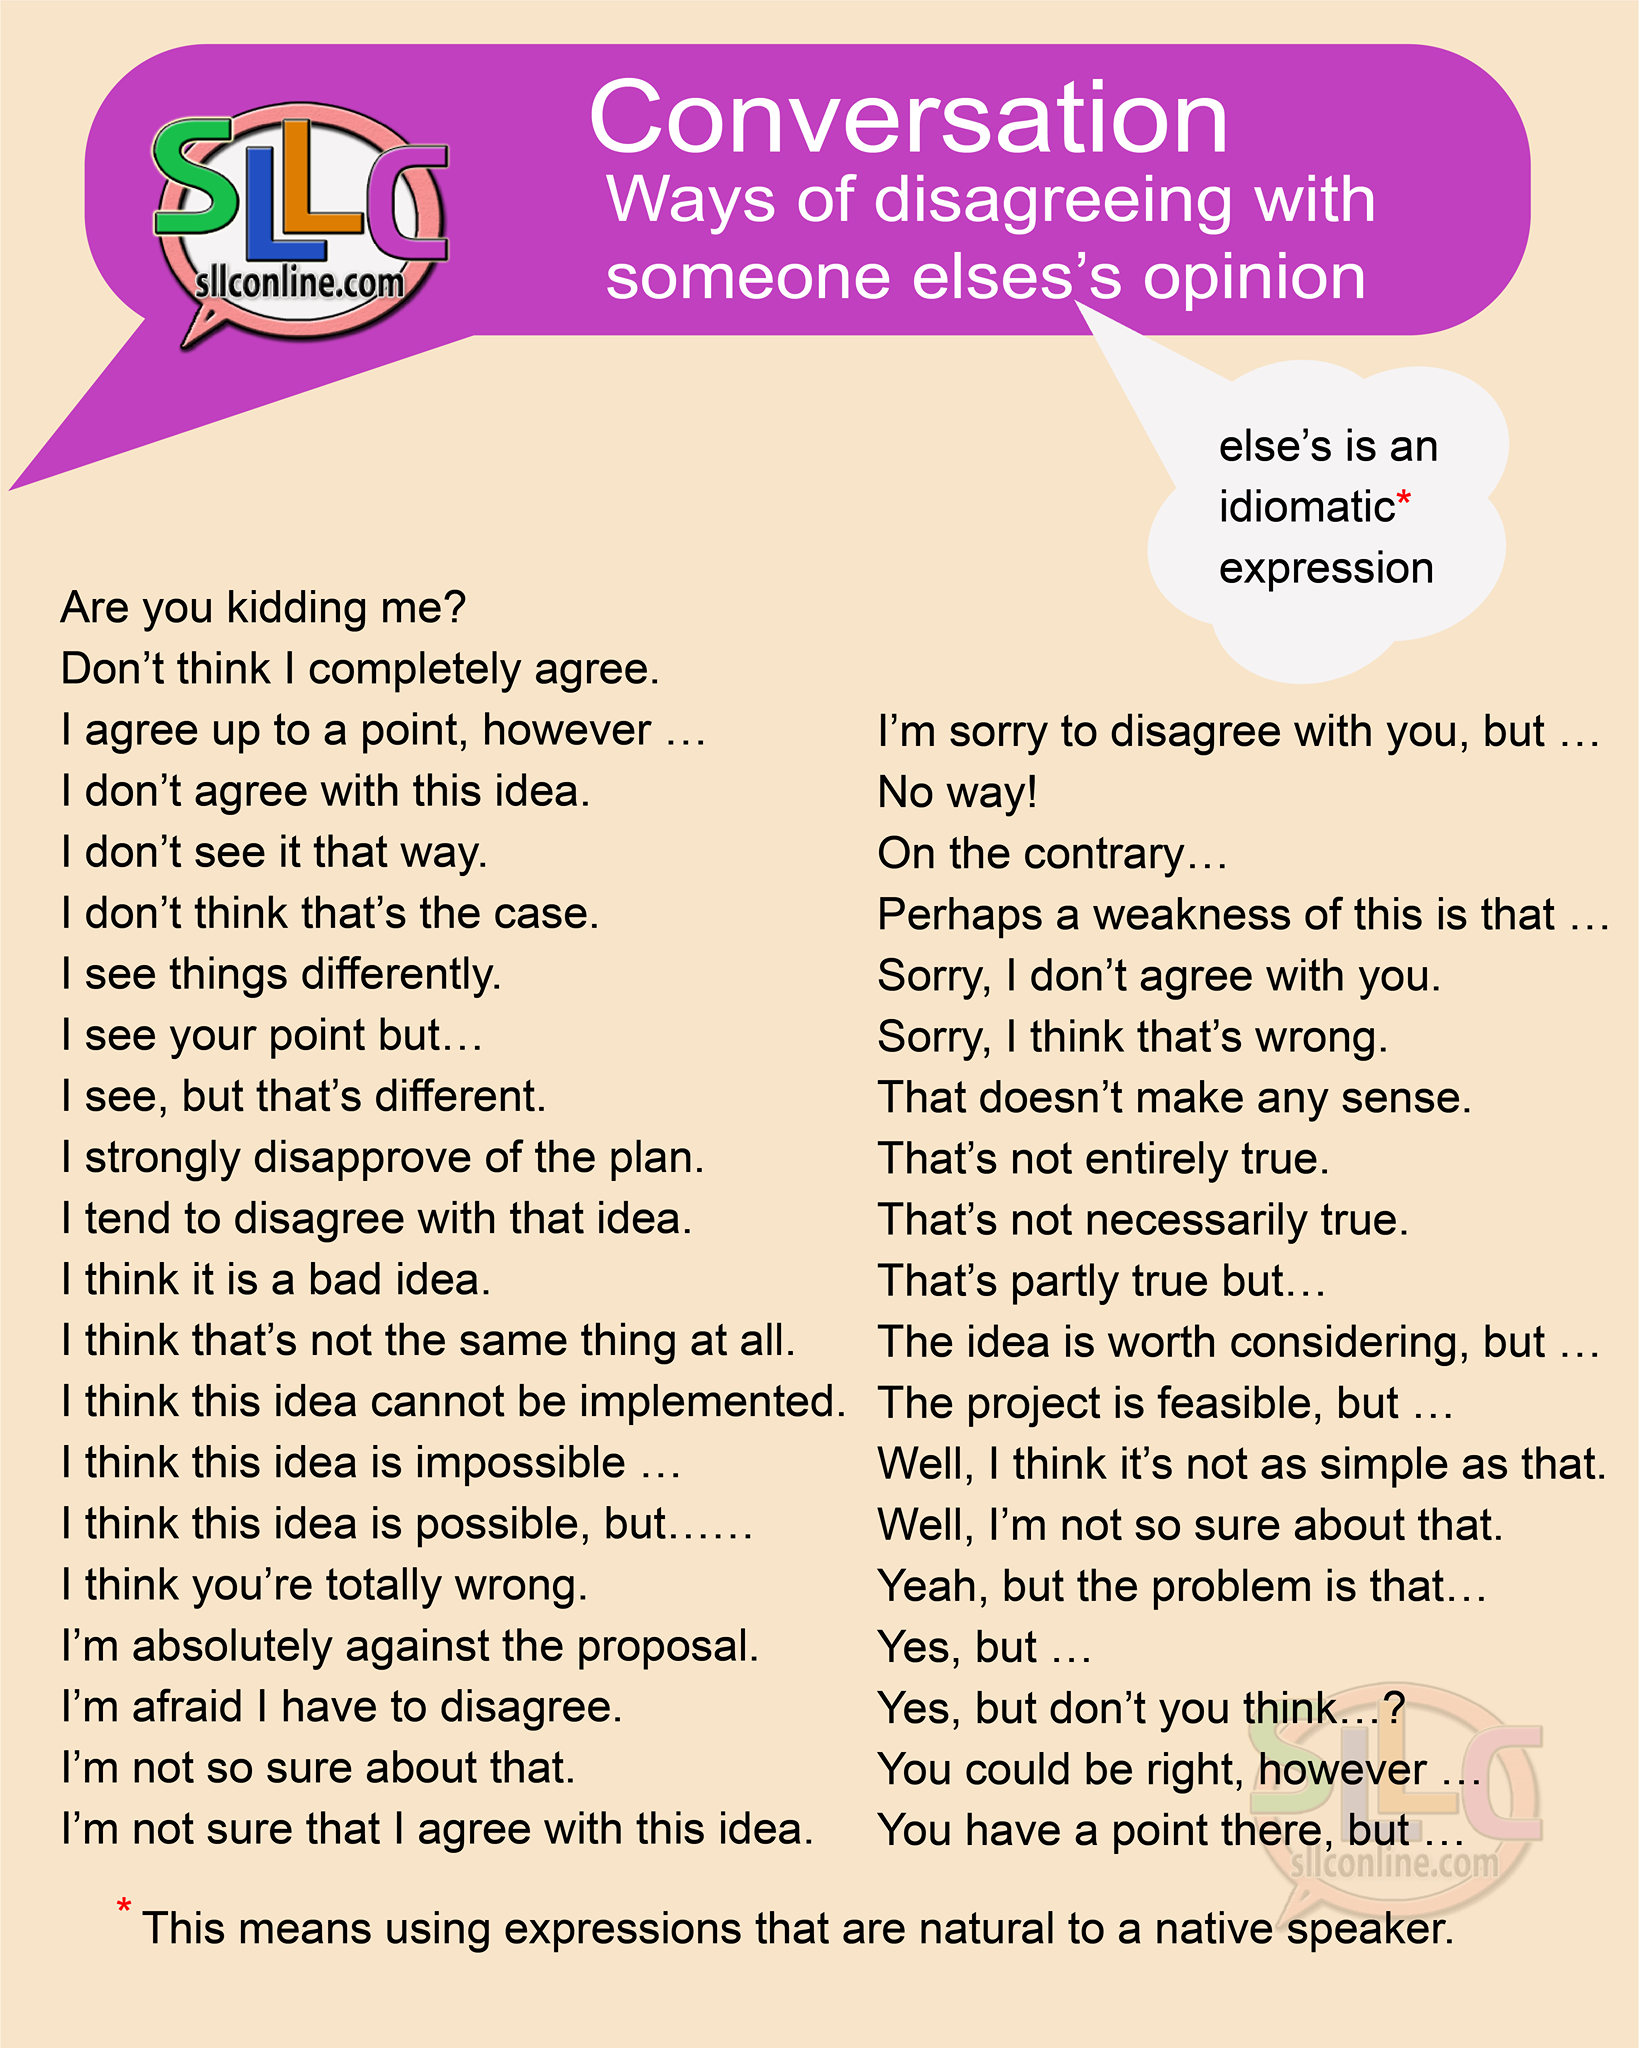 SLLC
sllconline.com
Conversation
Ways of disagreeing with
someone elses’s opinion
else’s is an
idiomatic*
expression
Are you kidding me?
Don’t think I completely agree.
I agree up to a point, however …
I don’t agree with this idea.
I don’t see it that way.
I don’t think that’s the case.
I see things differently.
I see your point but…
I see, but that’s different.
I strongly disapprove of the plan.
I tend to disagree with that idea.
I think it is a bad idea.
I think that’s not the same thing at all.
I think this idea cannot be implemented.
I think this idea is impossible …
I think this idea is possible, but……
I think you’re totally wrong.
I’m absolutely against the proposal.
I’m afraid I have to disagree.
I’m not so sure about that.
I’m not sure that I agree with this idea.
I’m sorry to disagree with you, but …
No way!
On the contrary…
Perhaps a weakness of this is that …
Sorry, I don’t agree with you.
Sorry, I think that’s wrong.
That doesn’t make any sense.
That’s not entirely true.
That’s not necessarily true.
That’s partly true but…
The idea is worth considering, but …
The project is feasible, but …
Well, I think it’s not as simple as that.
Well, I’m not so sure about that.
Yeah, but the problem is that…
Yes, but …
Yes, but don’t you think…?
You could be right, however …
You have a point there, but …
SLLC
sllconline.com
* This means using expressions that are natural to a native speaker.